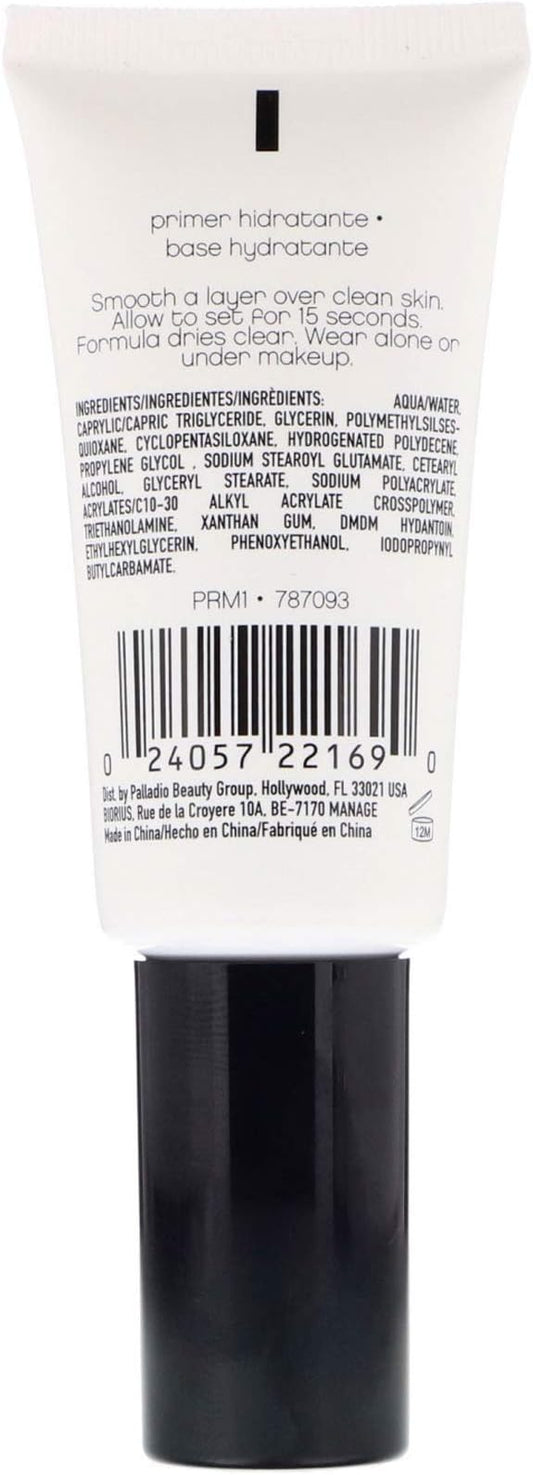 primer hidratante •
base hydratante
Smooth a layer over clean skin.
Allow to set for 15 seconds.
Formula dries clear. Wear alone or
under makeup.
INGREDIENTS/INGREDIENTES/INGRÈDIENTS: AQUA/WATER,
CAPRYLIC/CAPRIC TRIGLYCERIDE, GLYCERIN, POLYMETHYLSILSES-
QUIOXANE, CYCLOPENTASILOXANE, HYDROGENATED POLYDECENE,
PROPYLENE GLYCOL , SODIUM STEAROYL GLUTAMATE, CETEARYL
ALCOHOL, GLYCERYL STEARATE, SODIUM POLYACRYLATE,
ACRYLATES/C10-30 ALKYL ACRYLATE CROSSPOLYMER,
TRIETHANOLAMINE, XANTHAN GUM, DMDM HYDANTOIN,
ETHYLHEXYLGLYCERIN, PHENOXYETHANOL, IODOPROPYNYL
BUTYLCARBAMATE.
PRM1 • 787093
0 24057 22169 0
Dist. by Palladio Beauty Group, Hollywood, FL 33021 USA
BIORIUS, Rue de la Croyere 10A, BE-7170 MANAGE
Made in China/Hecho en China/Fabriqué en China
12M